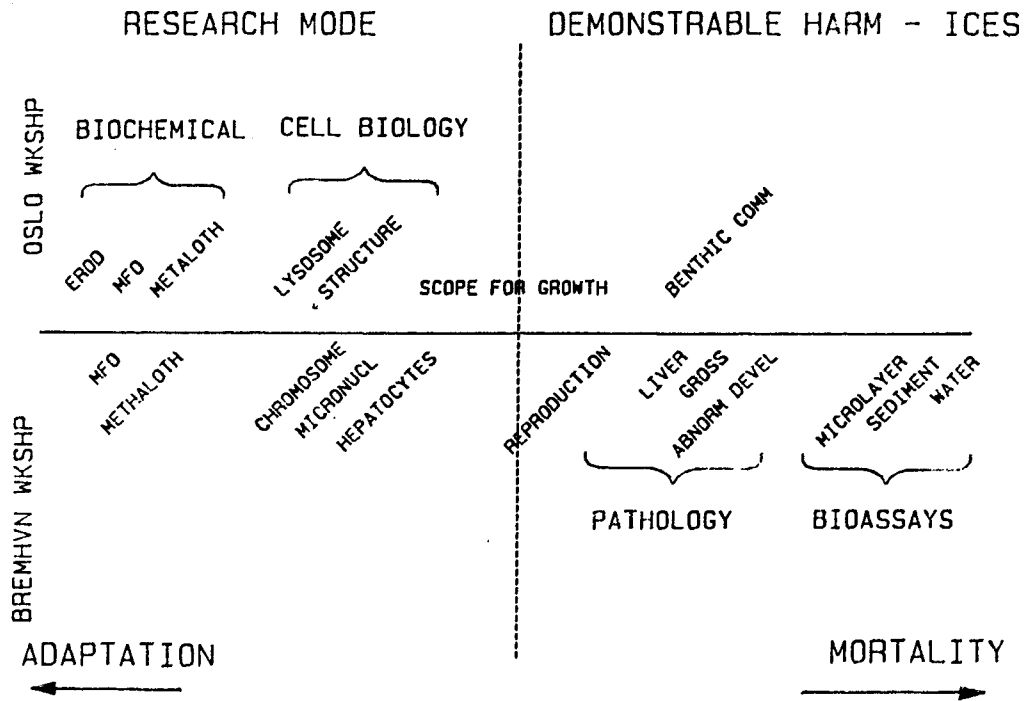 RESEARCH MODE
DEMONSTRABLE HARM - ICES
OSLO WKSHP
BIOCHEMICAL
CELL BIOLOGY
EROD
MFO
METALOTH
LYSOSOME
STRUCTURE
SCOPE FOR GROWTH
BENTHIC COMM
BREMHVN WKSHP
MFO
METHALOTH
CHROMOSOME
MICRONUCL
HEPATOCYTES
REPRODUCTION
LIVER
GROSS
ABNORM DEVEL
MICROLAYER
SEDIMENT
WATER
PATHOLOGY
BIOASSAYS
ADAPTATION
MORTALITY